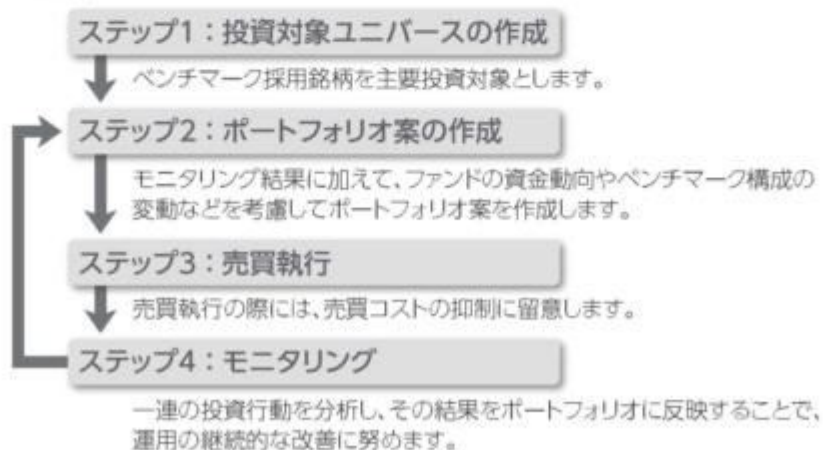 ステップ1：投資対象ユニバースの作成
ベンチマーク採用銘柄を主要投資対象とします。
ステップ2：ポートフォリオ案の作成
モニタリング結果に加えて、ファンドの資金動向やベンチマーク構成の
変動などを考慮してポートフォリオ案を作成します。
ステップ3：売買執行
売買執行の際には、売買コストの抑制に留意します。
ステップ4：モニタリング
一連の投資行動を分析し、その結果をポートフォリオに反映することで、
運用の継続的な改善に努めます。